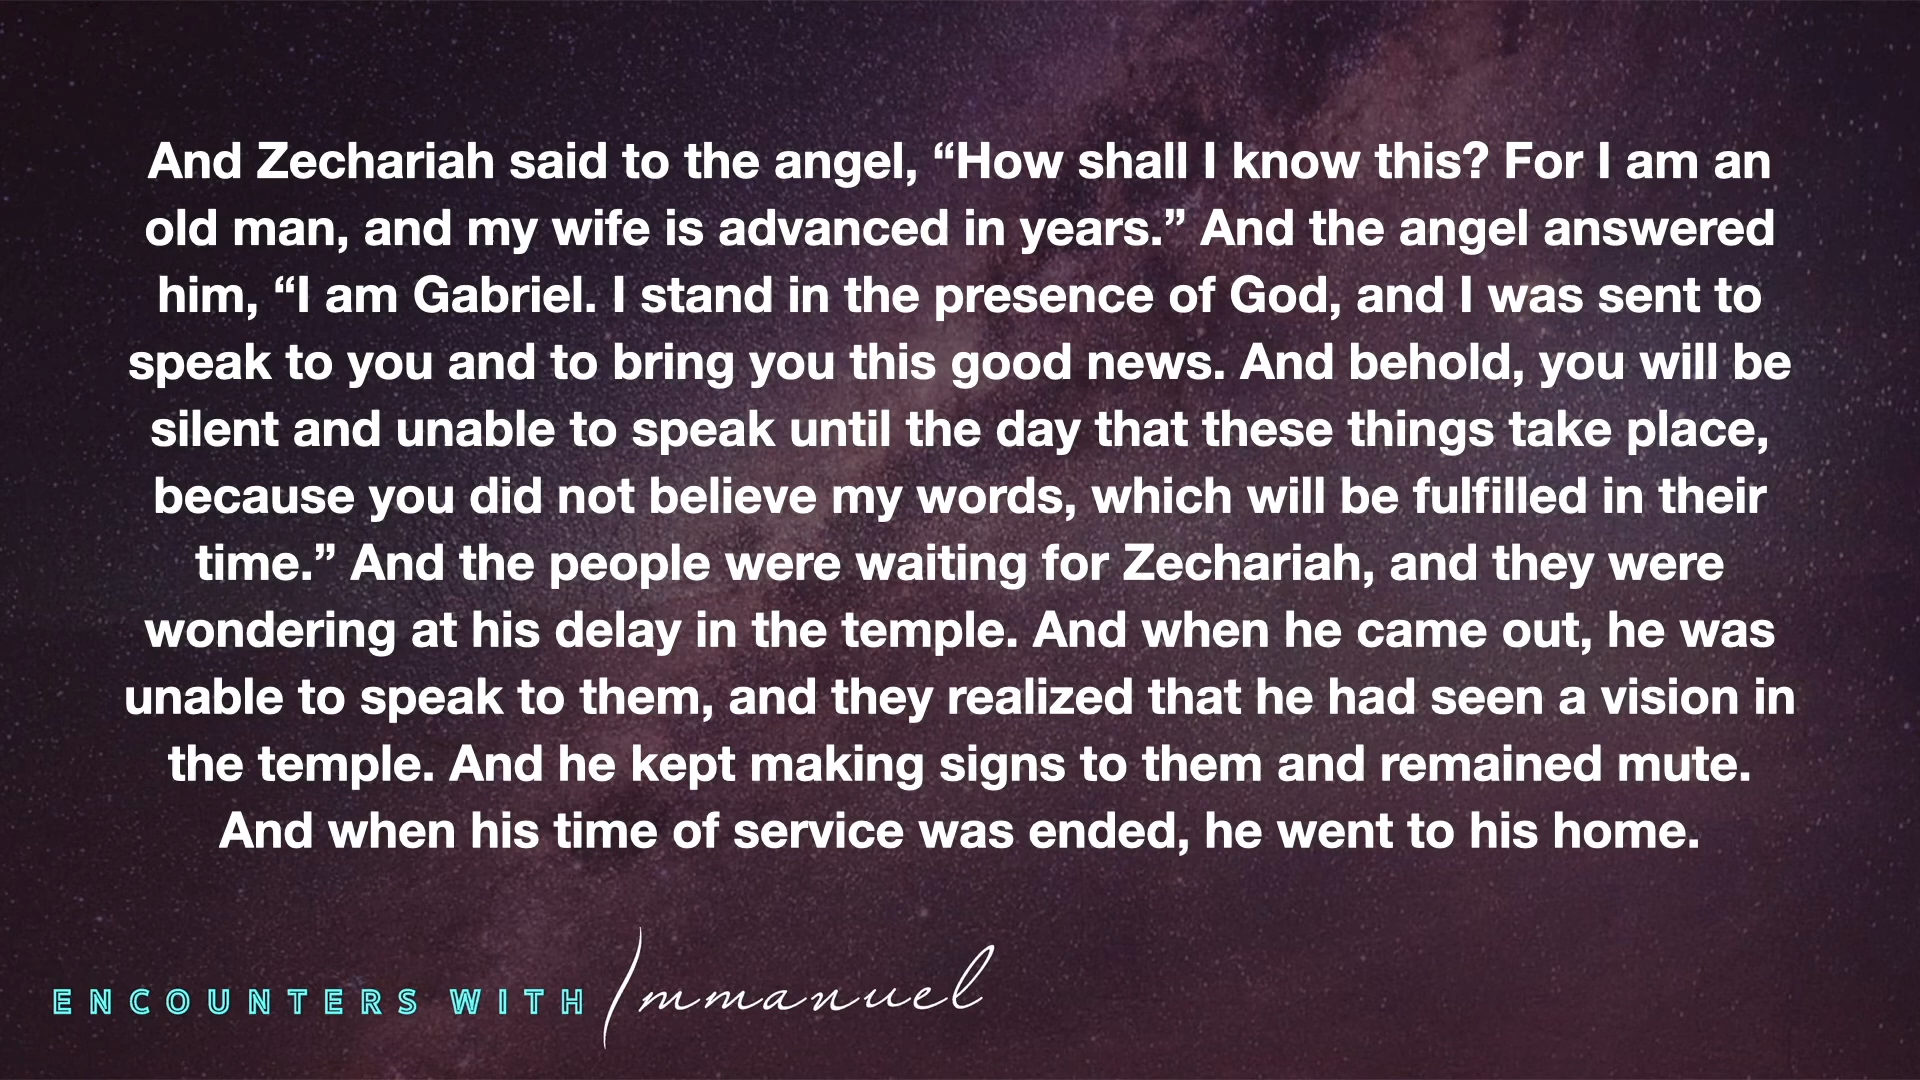 And Zechariah said to the angel, “How shall I know this? For I am an
old man, and my wife is advanced in years.” And the angel answered
him, “I am Gabriel. I stand in the presence of God, and I was sent to
speak to you and to bring you this good news. And behold, you will be
silent and unable to speak until the day that these things take place,
because you did not believe my words, which will be fulfilled in their
time.” And the people were waiting for Zechariah, and they were
wondering at his delay in the temple. And when he came out, he was
unable to speak to them, and they realized that he had seen a vision in
the temple. And he kept making signs to them and remained mute.
And when his time of service was ended, he went to his home.
ENCOUNTERS WITH Immanuel